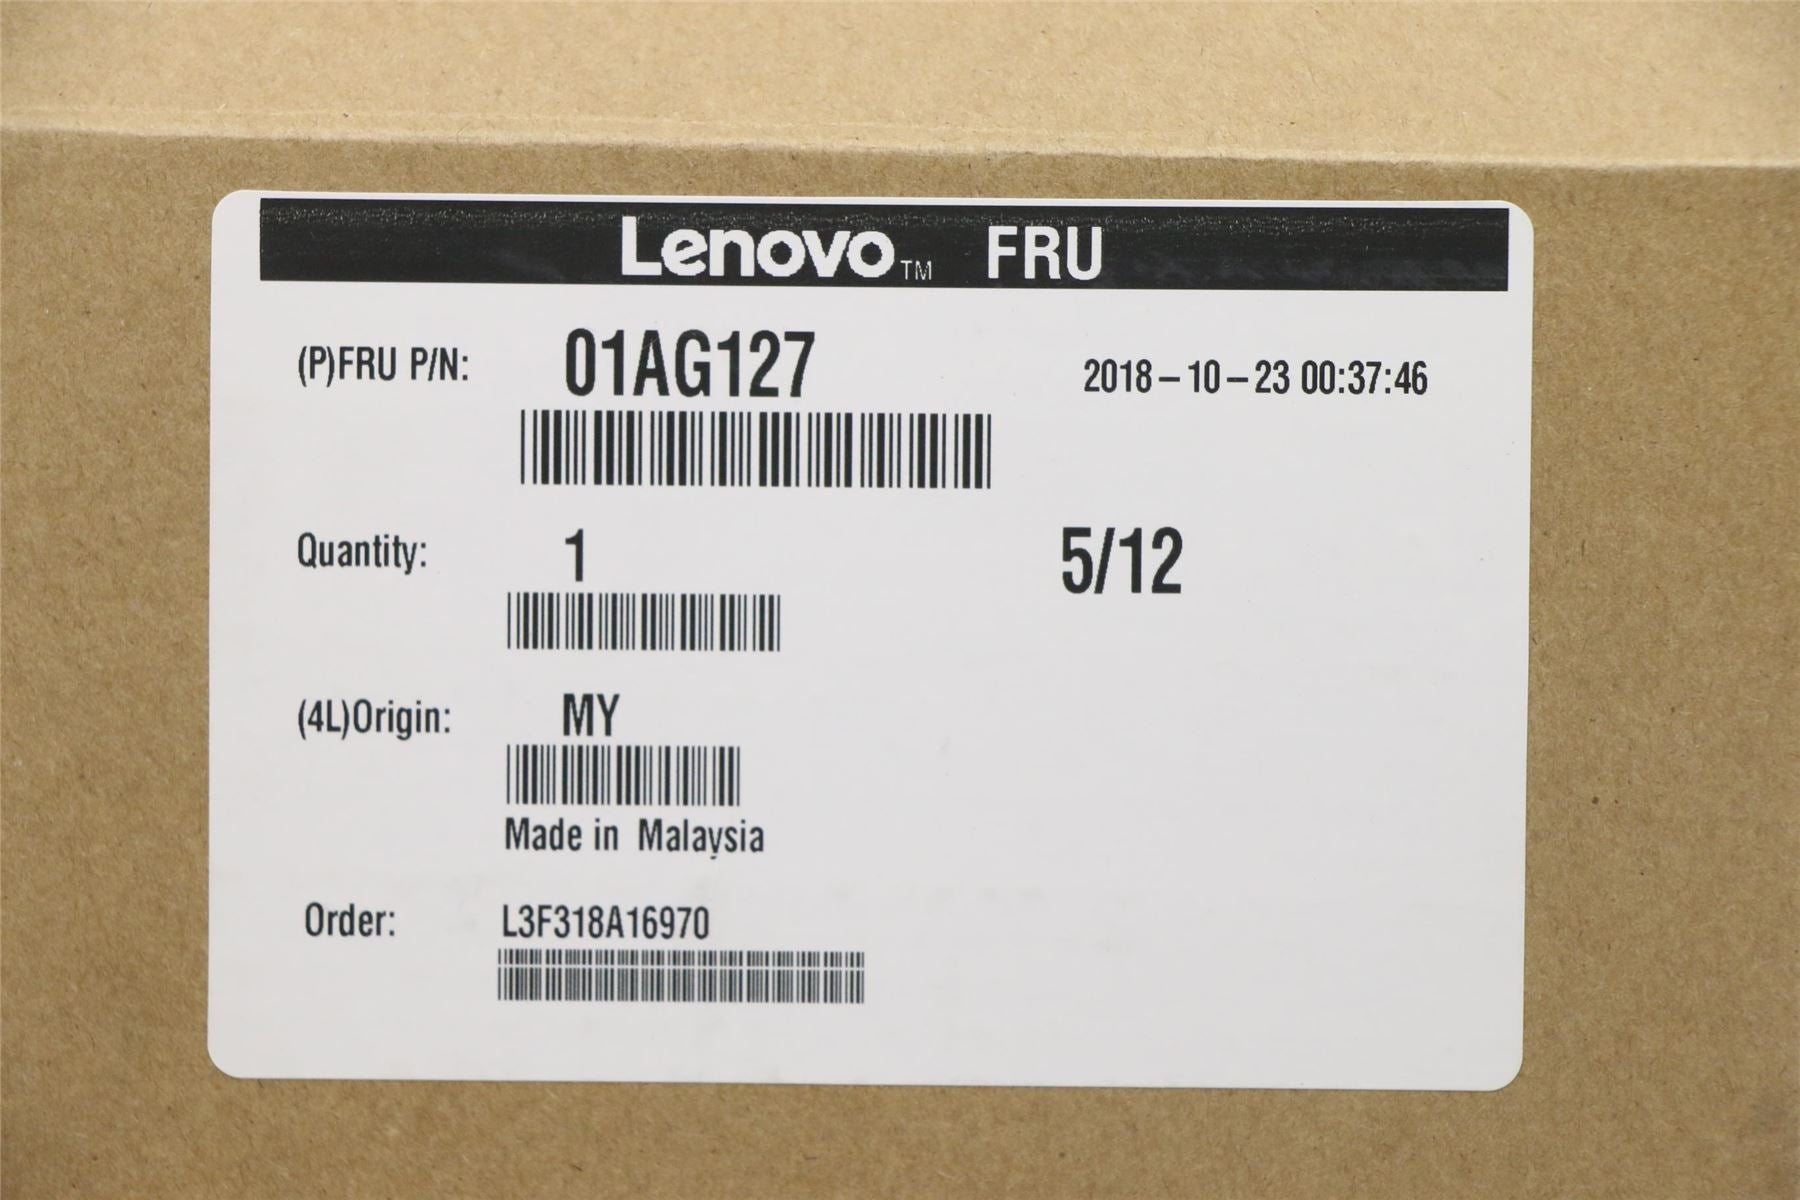 Lenovo™ FRU
(P)FRU P/N: 01AG127 2018-10-23 00:37:46
Quantity: 1 5/12
(4L)Origin: MY
Made in Malaysia
Order: L3F318A16970